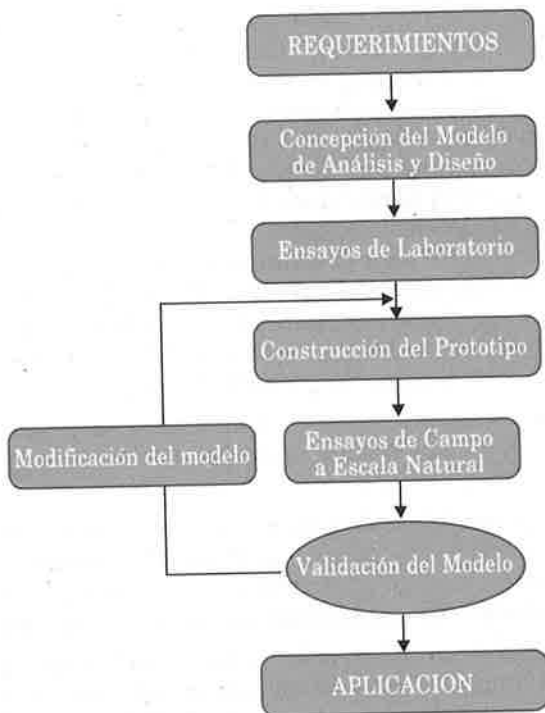 REQUERIMIENTOS
Concepción del Modelo
de Análisis y Diseño
Ensayos de Laboratorio
Construcción del Prototipo
Modificación del modelo
Ensayos de Campo
a Escala Natural
Validación del Modelo
APLICACION